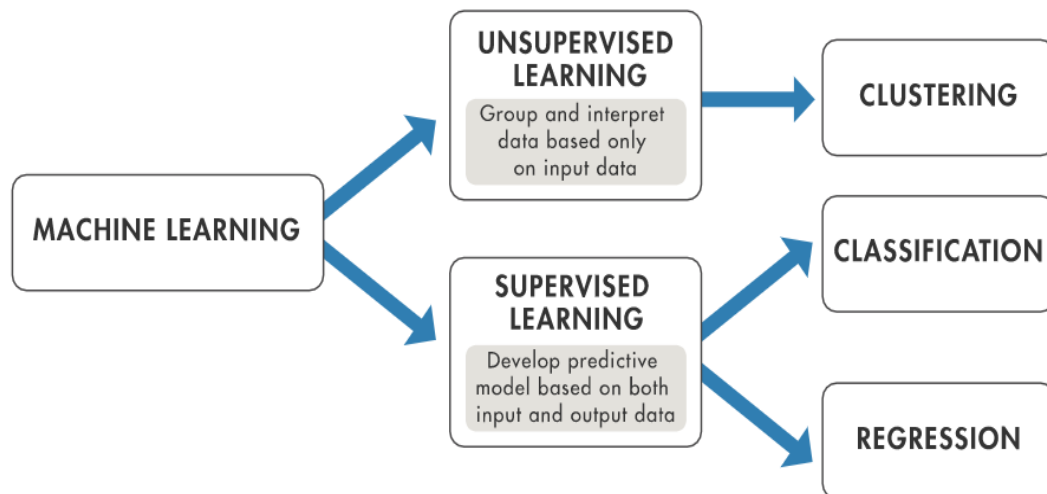 MACHINE LEARNING
UNSUPERVISED
LEARNING
Group and interpret
data based only
on input data
SUPERVISED
LEARNING
Develop predictive
model based on both
input and output data
CLUSTERING
CLASSIFICATION
REGRESSION